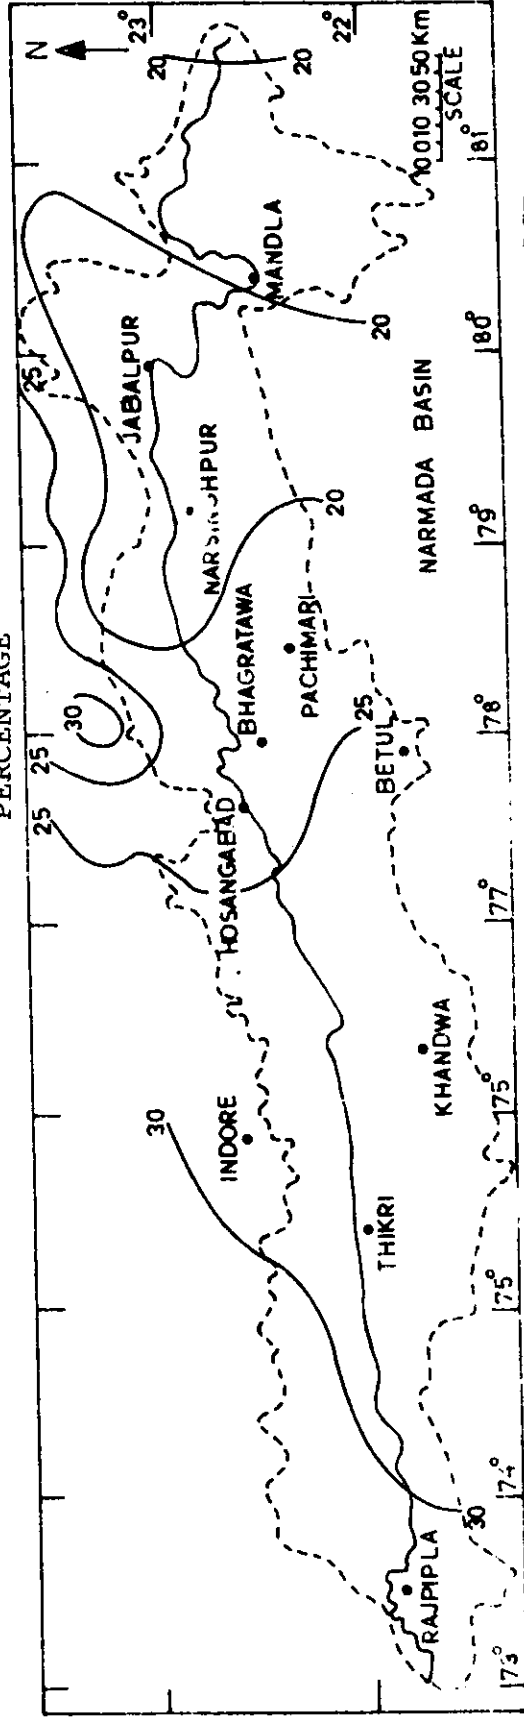 PERCENTAGE
N
23°
22°
20
20
25
25
25
30
20
20
25
30
30
JABALPUR
MANDLA
NARSINHPUR
BHAGRATAWA
PACHIMARI
HOSANGABAD
BETUL
INDORE
KHANDWA
THIKRI
RAJPIPLA
NARMADA BASIN
10 0 10 30 50 Km
SCALE
73°
74°
75°
175°
77°
78°
79°
80°
81°